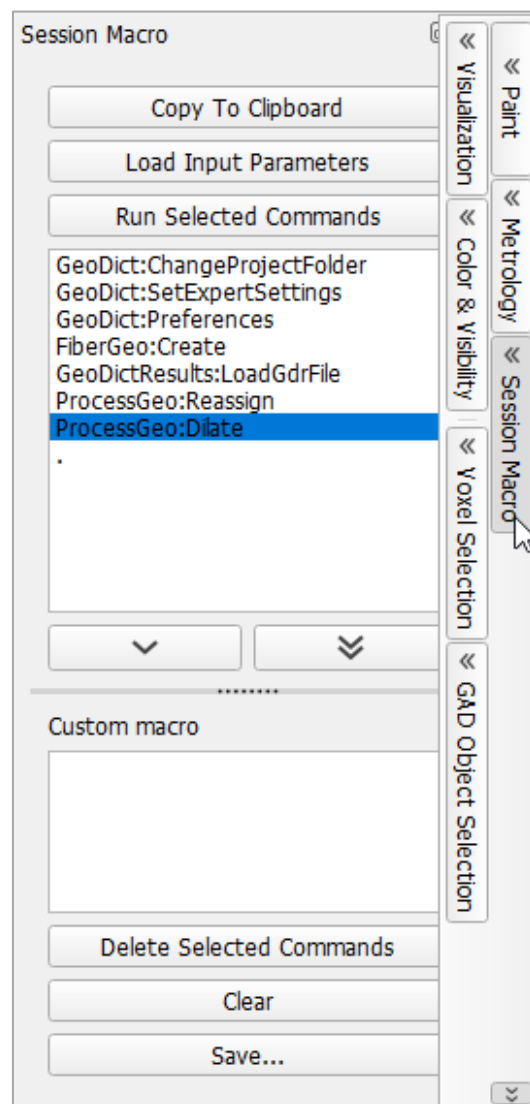 Session Macro
Copy To Clipboard
Load Input Parameters
Run Selected Commands
GeoDict:ChangeProjectFolder
GeoDict:SetExpertSettings
GeoDict:Preferences
FiberGeo:Create
GeoDictResults:LoadGdrFile
ProcessGeo:Reassign
ProcessGeo:Dilate
.
Custom macro
Delete Selected Commands
Clear
Save...
Visualization
Color & Visibility
Voxel Selection
GAD Object Selection
Paint
Metrology
Session Macro